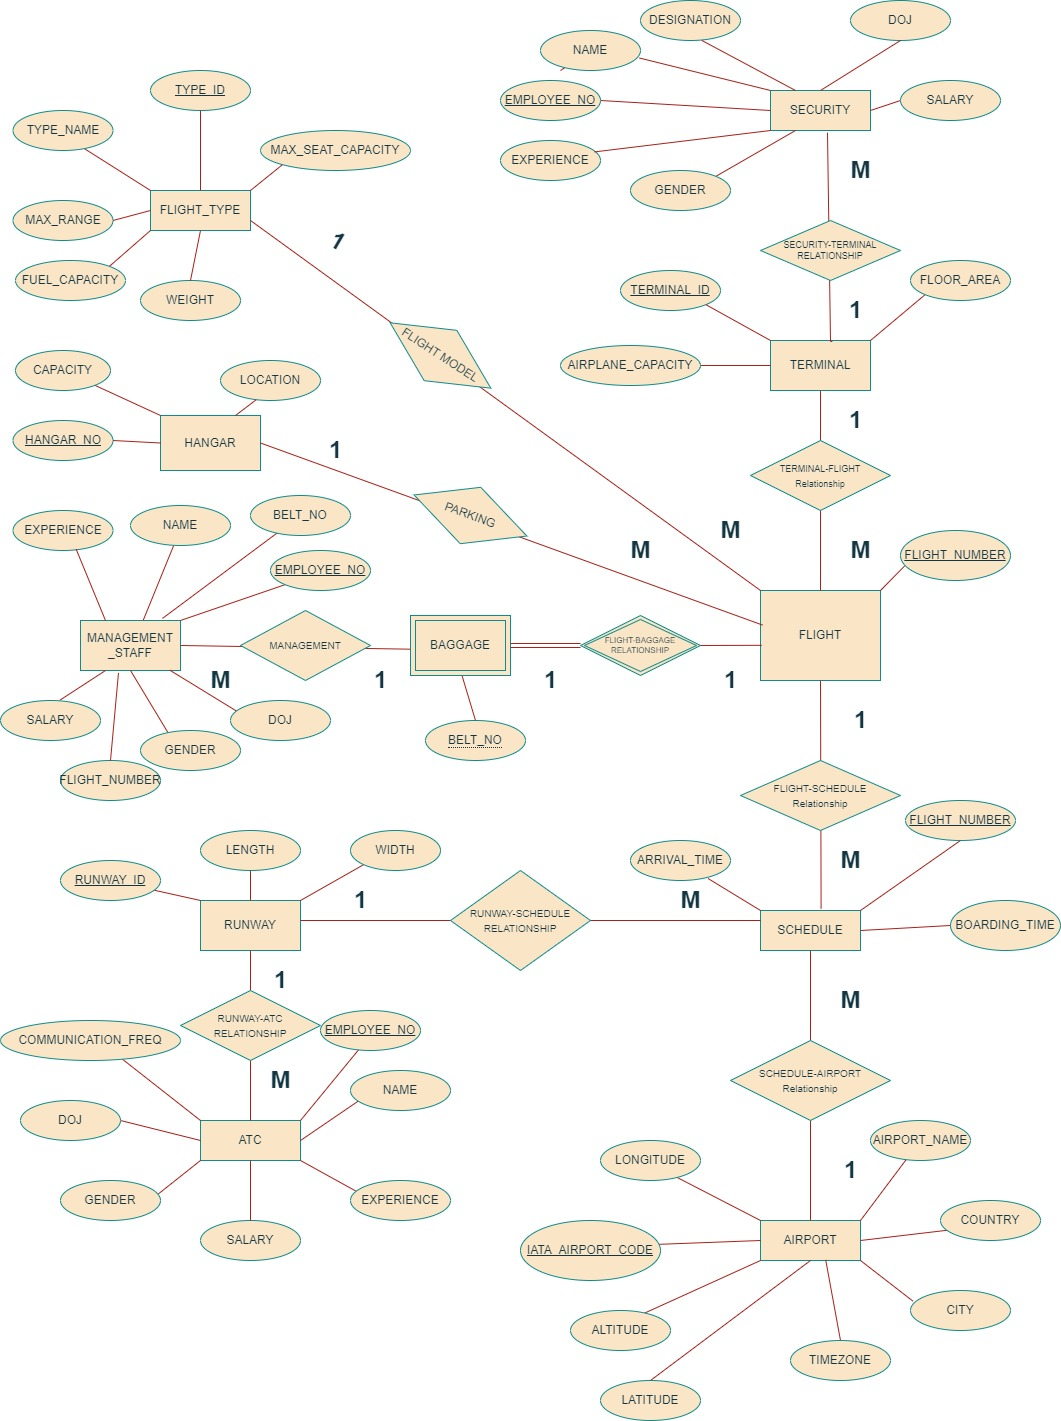 DESIGNATION
DOJ
NAME
TYPE_ID
EMPLOYEE_NO
SALARY
SECURITY
TYPE_NAME
MAX_SEAT_CAPACITY
EXPERIENCE
M
GENDER
FLIGHT_TYPE
MAX_RANGE
1
SECURITY-TERMINAL
RELATIONSHIP
FUEL_CAPACITY
WEIGHT
TERMINAL_ID
FLOOR_AREA
1
FLIGHT MODEL
CAPACITY
LOCATION
AIRPLANE_CAPACITY
TERMINAL
1
HANGAR_NO
HANGAR
1
TERMINAL-FLIGHT
Relationship
PARKING
BELT_NO
EXPERIENCE
NAME
M
M
M
FLIGHT_NUMBER
EMPLOYEE_NO
MANAGEMENT
_STAFF
MANAGEMENT
BAGGAGE
FLIGHT-BAGGAGE
RELATIONSHIP
FLIGHT
M
1
1
1
SALARY
DOJ
1
GENDER
BELT_NO
FLIGHT_NUMBER
FLIGHT-SCHEDULE
Relationship
FLIGHT_NUMBER
LENGTH
WIDTH
ARRIVAL_TIME
M
RUNWAY_ID
1
M
RUNWAY
RUNWAY-SCHEDULE
RELATIONSHIP
SCHEDULE
BOARDING_TIME
1
M
RUNWAY-ATC
RELATIONSHIP
EMPLOYEE_NO
COMMUNICATION_FREQ
M
SCHEDULE-AIRPORT
Relationship
NAME
DOJ
ATC
AIRPORT_NAME
LONGITUDE
1
GENDER
EXPERIENCE
COUNTRY
SALARY
IATA_AIRPORT_CODE
AIRPORT
CITY
ALTITUDE
TIMEZONE
LATITUDE